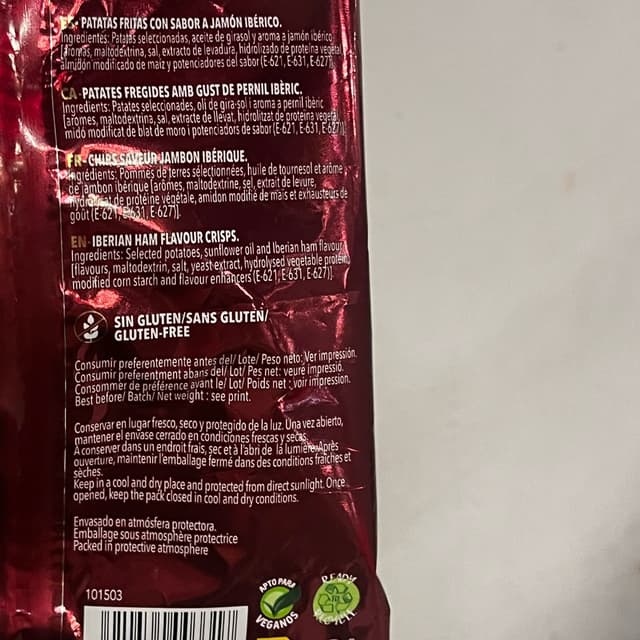 ES- PATATAS FRITAS CON SABOR A JAMÓN IBÉRICO.
Ingredientes: Patatas seleccionadas, aceite de girasol y aroma a jamón ibérico
[aromas, maltodextrina, sal, extracto de levadura, hidrolizado de proteína vegetal,
almidón modificado de maíz y potenciadores del sabor (E-621, E-631, E-627)].
CA -PATATES FREGIDES AMB GUST DE PERNIL IBÈRIC.
Ingredients: Patates seleccionades, oli de gira-sol i aroma a pernil ibèric
[aromes, maltodextrina, sal, extracte de llevat, hidrolitzat de proteïna vegetal,
midó modificat de blat de moro i potenciadors de sabor (E-621, E-631, E-627)].
FR -CHIPS SAVEUR JAMBON IBÉRIQUE.
Ingrédients: Pommes de terres sélectionnées, huile de tournesol et arôme
de jambon ibérique [arômes, maltodextrine, sel, extrait de levure,
hydrolysat de protéine végétale, amidon modifié de maïs et exhausteurs de
goût (E-621, E-631, E-627)].
EN- IBERIAN HAM FLAVOUR CRISPS.
Ingredients: Selected potatoes, sunflower oil and Iberian ham flavour
[flavours, maltodextrin, salt, yeast extract, hydrolysed vegetable protein,
modified corn starch and flavour enhancers (E-621, E-631, E-627)].
SIN GLUTEN/SANS GLUTEN/
GLUTEN-FREE
Consumir preferentemente antes del/ Lote/ Peso neto: Ver impresión.
Consumir preferentment abans del/ Lot/ Pes net: veure impressió.
Consommer de préférence avant le/ Lot/ Poids net : voir impression.
Best before/ Batch/ Net weight : see print.
Conservar en lugar fresco, seco y protegido de la luz. Una vez abierto,
mantener el envase cerrado en condiciones frescas y secas.
A conserver dans un endroit frais, sec et à l'abri de la lumière. Après
ouverture, maintenir l'emballage fermé dans des conditions fraîches et
sèches.
Keep in a cool and dry place and protected from direct sunlight. Once
opened, keep the pack closed in cool and dry conditions.
Envasado en atmósfera protectora.
Emballage sous atmosphère protectrice
Packed in protective atmosphere
101503
APTO PARA
VEGANOS
READY
TO
RECYCLE